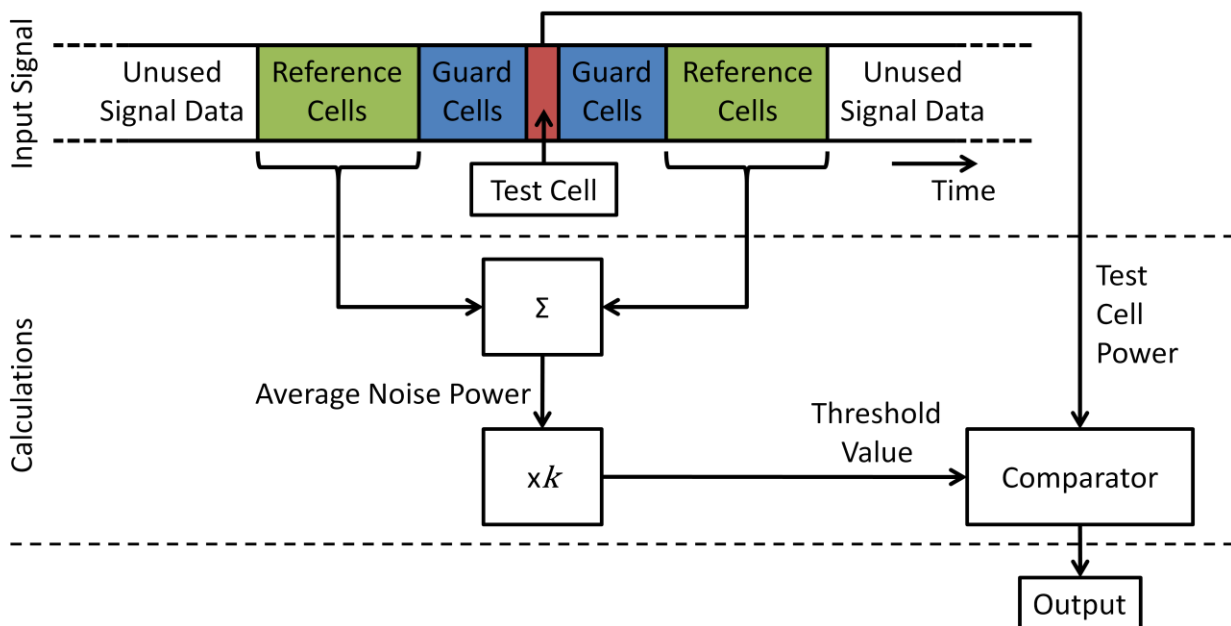 Input Signal
Unused
Signal Data
Reference
Cells
Guard
Cells
Guard
Cells
Reference
Cells
Unused
Signal Data
Test Cell
Time
Calculations
Σ
Test
Cell
Power
Average Noise Power
Threshold
Value
xk
Comparator
Output